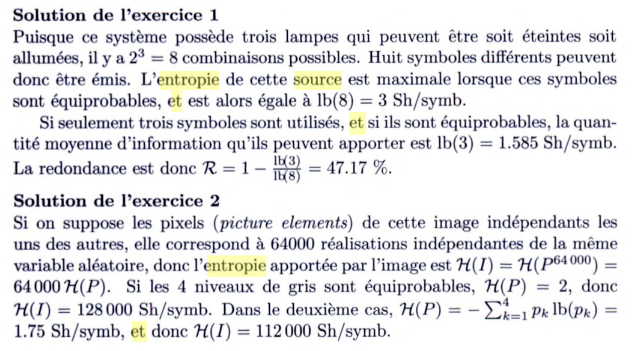 Solution de l'exercice 1
Puisque ce système possède trois lampes qui peuvent être soit éteintes soit
allumées, il y a 2³ = 8 combinaisons possibles. Huit symboles différents peuvent
donc être émis. L'entropie de cette source est maximale lorsque ces symboles
sont équiprobables, et est alors égale à lb(8) = 3 Sh/symb.
Si seulement trois symboles sont utilisés, et si ils sont équiprobables, la quan-
tité moyenne d'information qu'ils peuvent apporter est lb(3) = 1.585 Sh/symb.
La redondance est donc R = 1 − lb(3)/lb(8) = 47.17 %.
Solution de l'exercice 2
Si on suppose les pixels (picture elements) de cette image indépendants les
uns des autres, elle correspond à 64000 réalisations indépendantes de la même
variable aléatoire, donc l'entropie apportée par l'image est H(I) = H(P⁶⁴ ⁰⁰⁰) =
64 000 H(P). Si les 4 niveaux de gris sont équiprobables, H(P) = 2, donc
H(I) = 128 000 Sh/symb. Dans le deuxième cas, H(P) = − ∑⁴ₖ₌₁ pₖ lb(pₖ) =
1.75 Sh/symb, et donc H(I) = 112 000 Sh/symb.